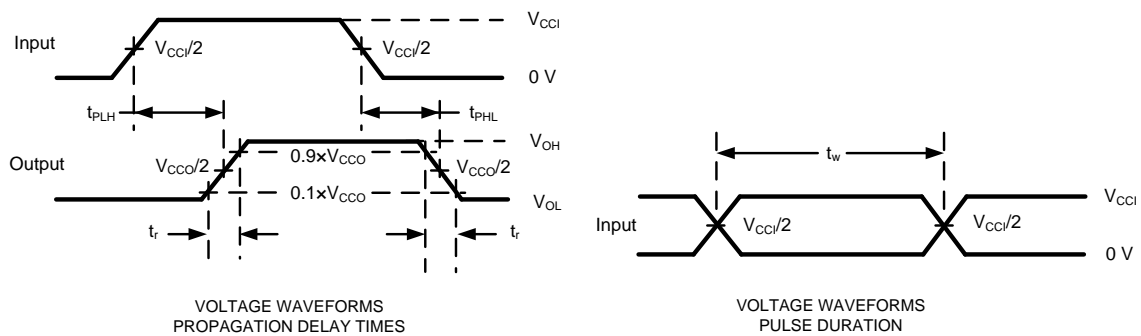 V_CCI
Input
V_CCI/2
V_CCI/2
0 V
t_PLH
t_PHL
V_OH
Output
V_CCO/2
0.9×V_CCO
V_CCO/2
0.1×V_CCO
V_OL
t_r
t_r
VOLTAGE WAVEFORMS
PROPAGATION DELAY TIMES
t_w
V_CCI
Input
V_CCI/2
V_CCI/2
0 V
VOLTAGE WAVEFORMS
PULSE DURATION